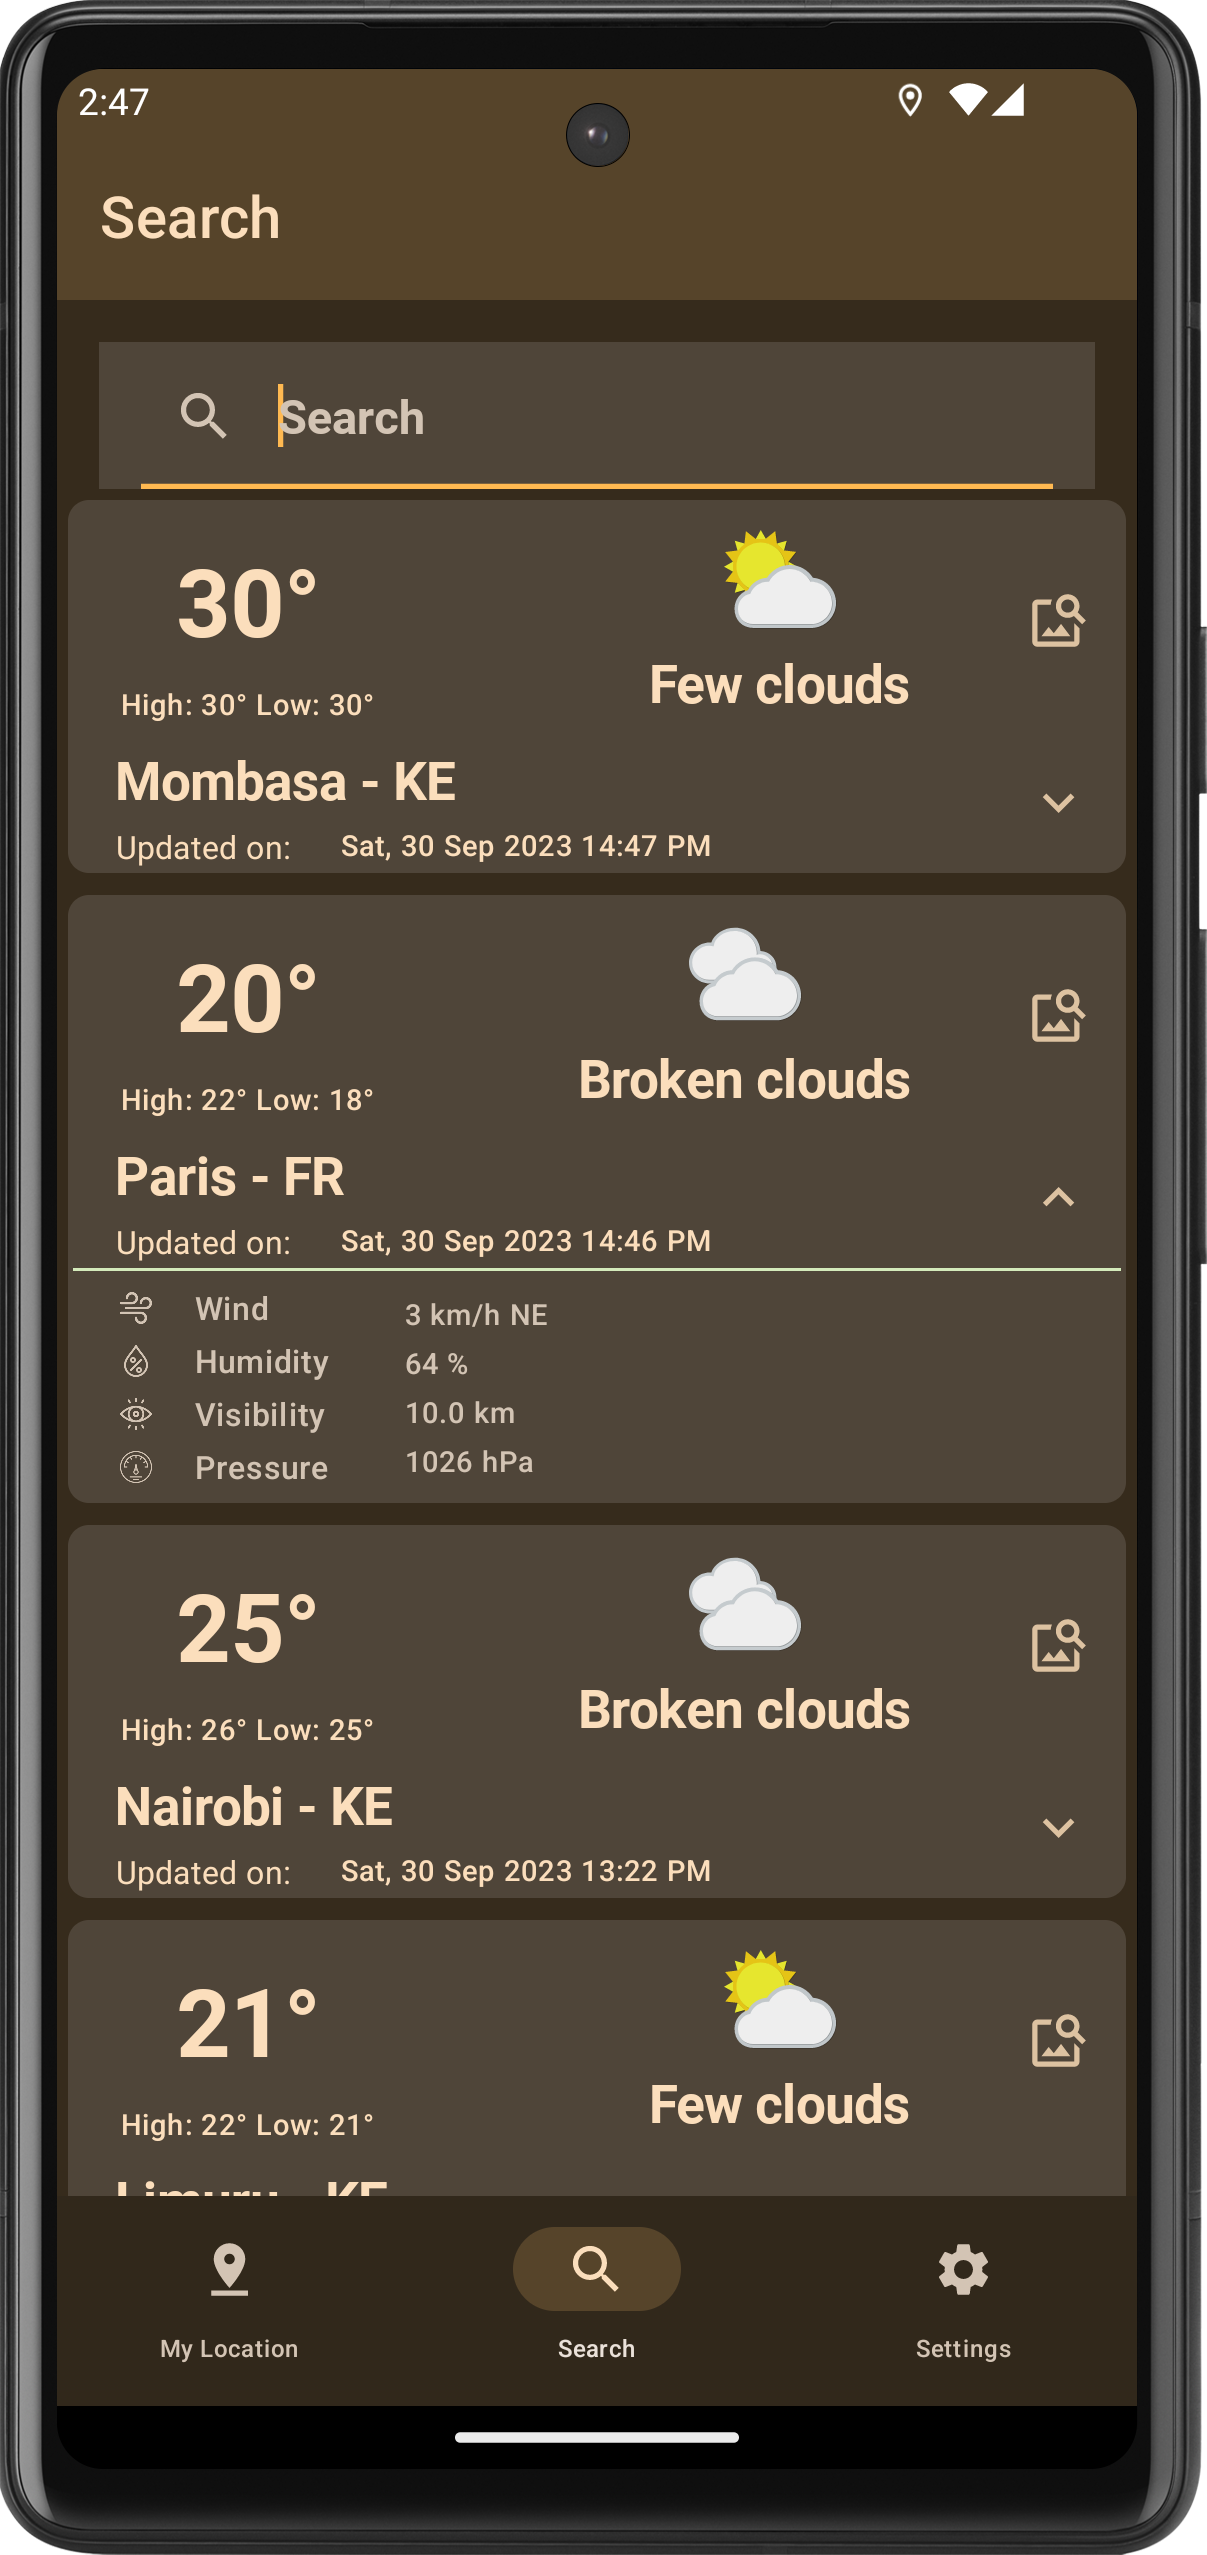 2:47
Search
Search
30°
Few clouds
High: 30° Low: 30°
Mombasa - KE
Updated on: Sat, 30 Sep 2023 14:47 PM
20°
Broken clouds
High: 22° Low: 18°
Paris - FR
Updated on: Sat, 30 Sep 2023 14:46 PM
Wind 3 km/h NE
Humidity 64 %
Visibility 10.0 km
Pressure 1026 hPa
25°
Broken clouds
High: 26° Low: 25°
Nairobi - KE
Updated on: Sat, 30 Sep 2023 13:22 PM
21°
Few clouds
High: 22° Low: 21°
Limuru - KE
My Location Search Settings